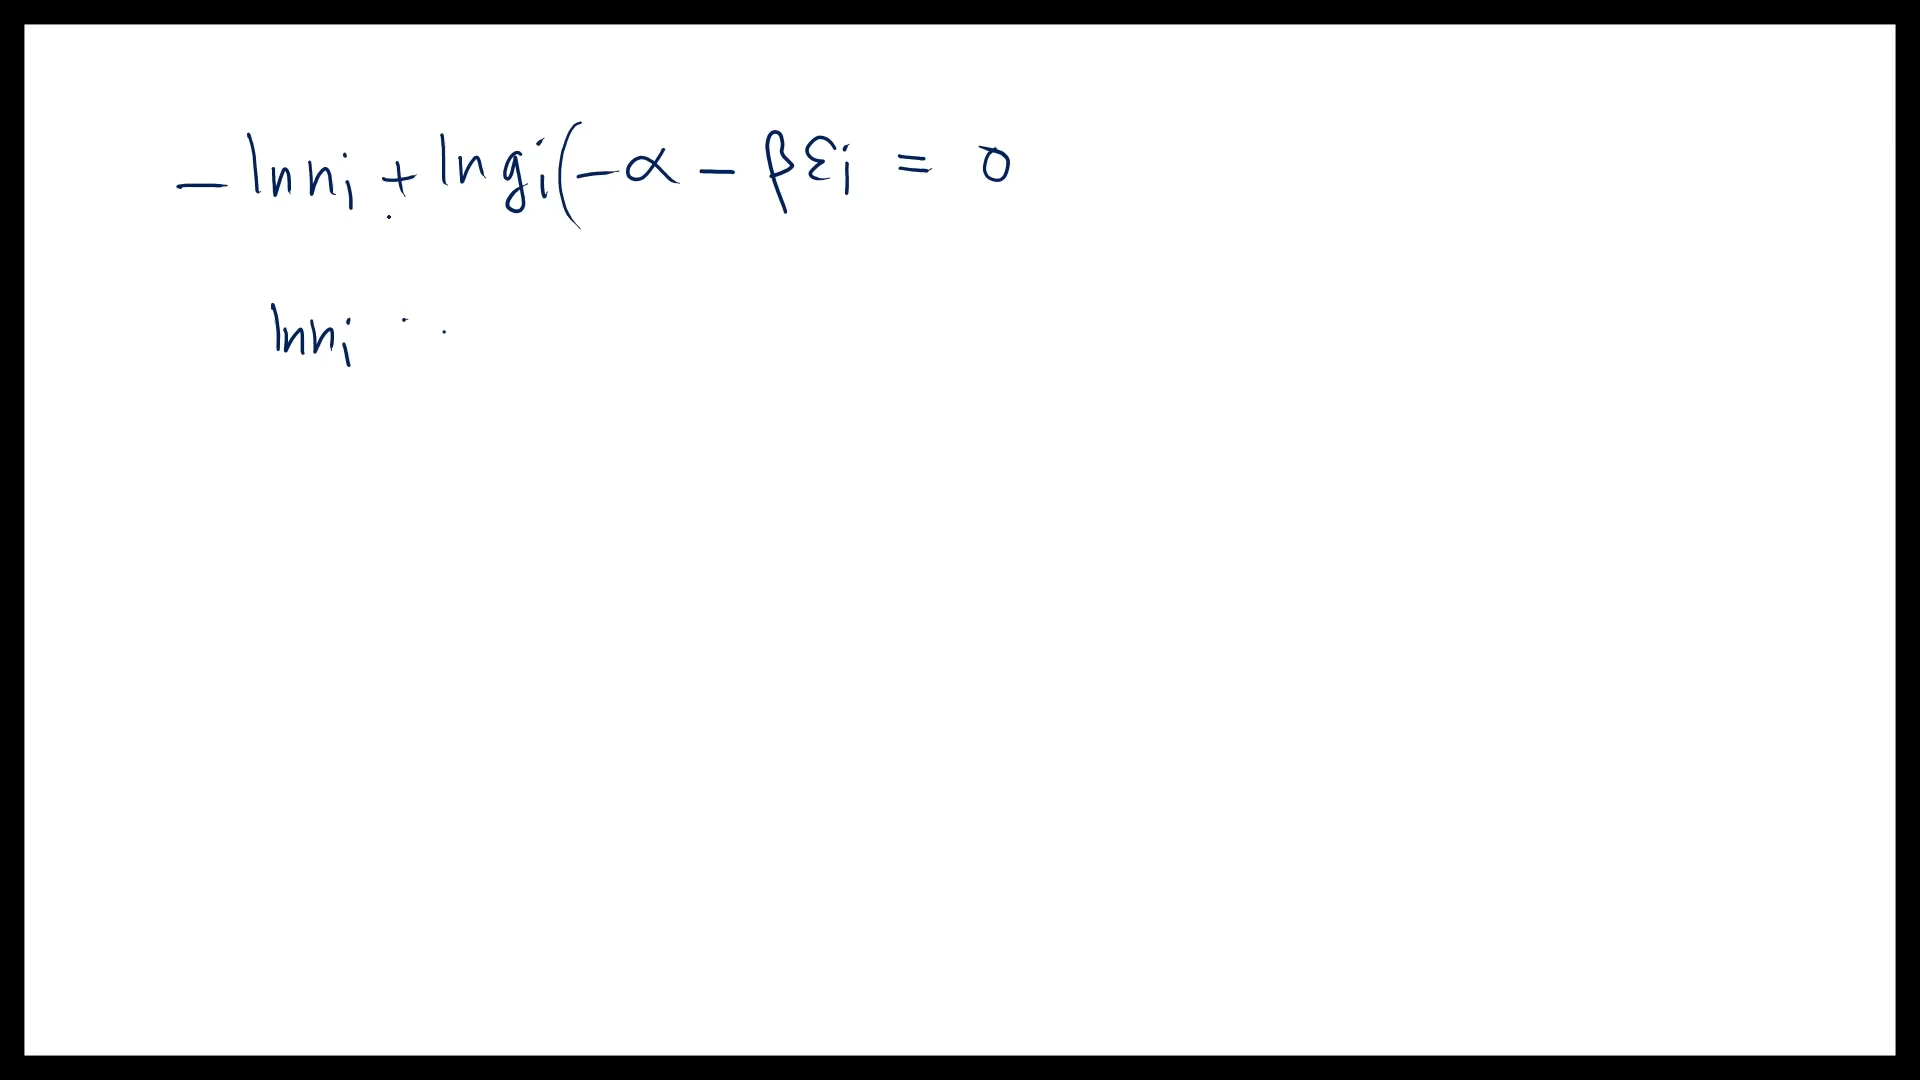 - ln nᵢ + ln gᵢ(- α - βεᵢ = 0
ln nᵢ